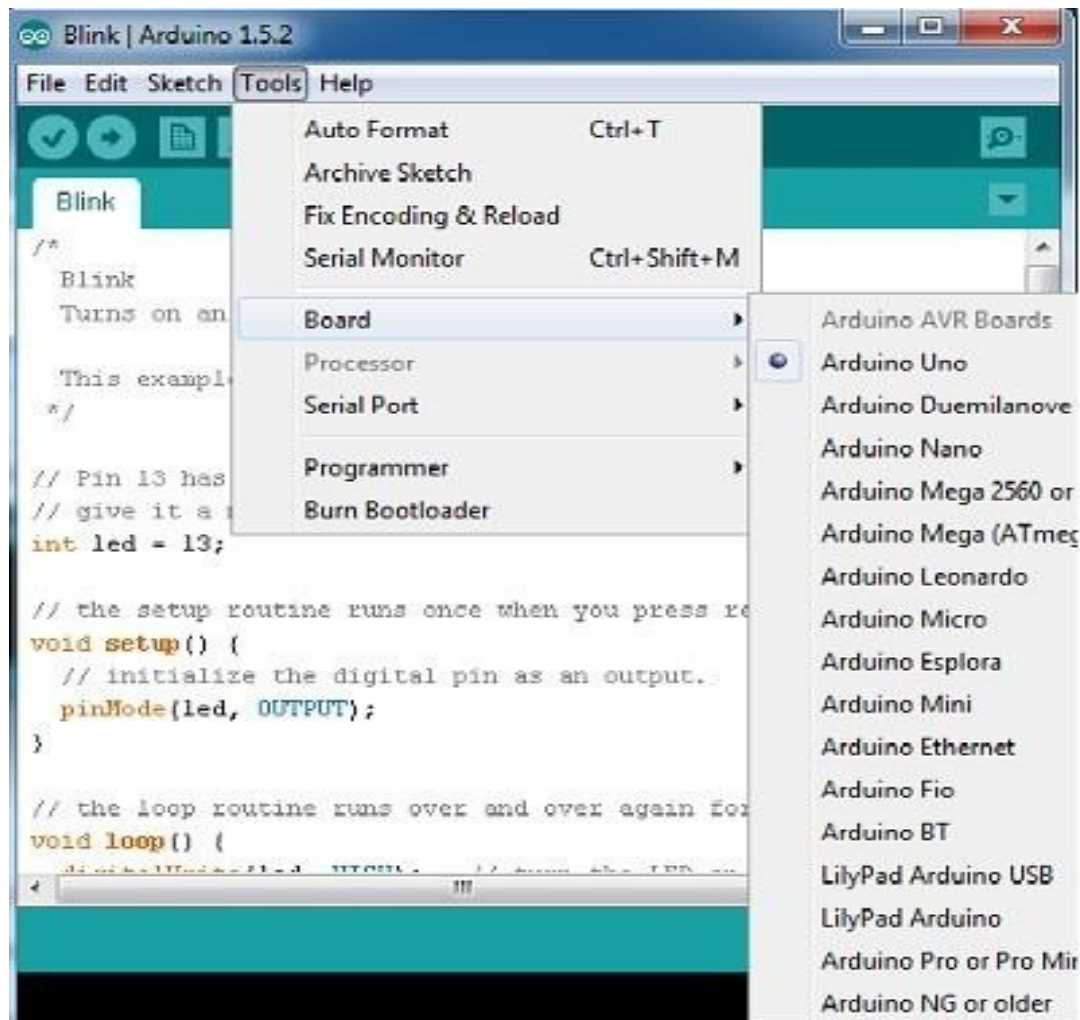 Blink | Arduino 1.5.2
File Edit Sketch Tools Help
Auto Format Ctrl+T
Archive Sketch
Fix Encoding & Reload
Serial Monitor Ctrl+Shift+M
Board
Processor
Serial Port
Programmer
Burn Bootloader
Arduino AVR Boards
Arduino Uno
Arduino Duemilanove
Arduino Nano
Arduino Mega 2560 or
Arduino Mega (ATmeg
Arduino Leonardo
Arduino Micro
Arduino Esplora
Arduino Mini
Arduino Ethernet
Arduino Fio
Arduino BT
LilyPad Arduino USB
LilyPad Arduino
Arduino Pro or Pro Min
Arduino NG or older
Blink
/*
Blink
Turns on an
This exampl
*/
// Pin 13 has
// give it a
int led = 13;
// the setup routine runs once when you press re
void setup() {
// initialize the digital pin as an output.
pinMode(led, OUTPUT);
}
// the loop routine runs over and over again for
void loop() {